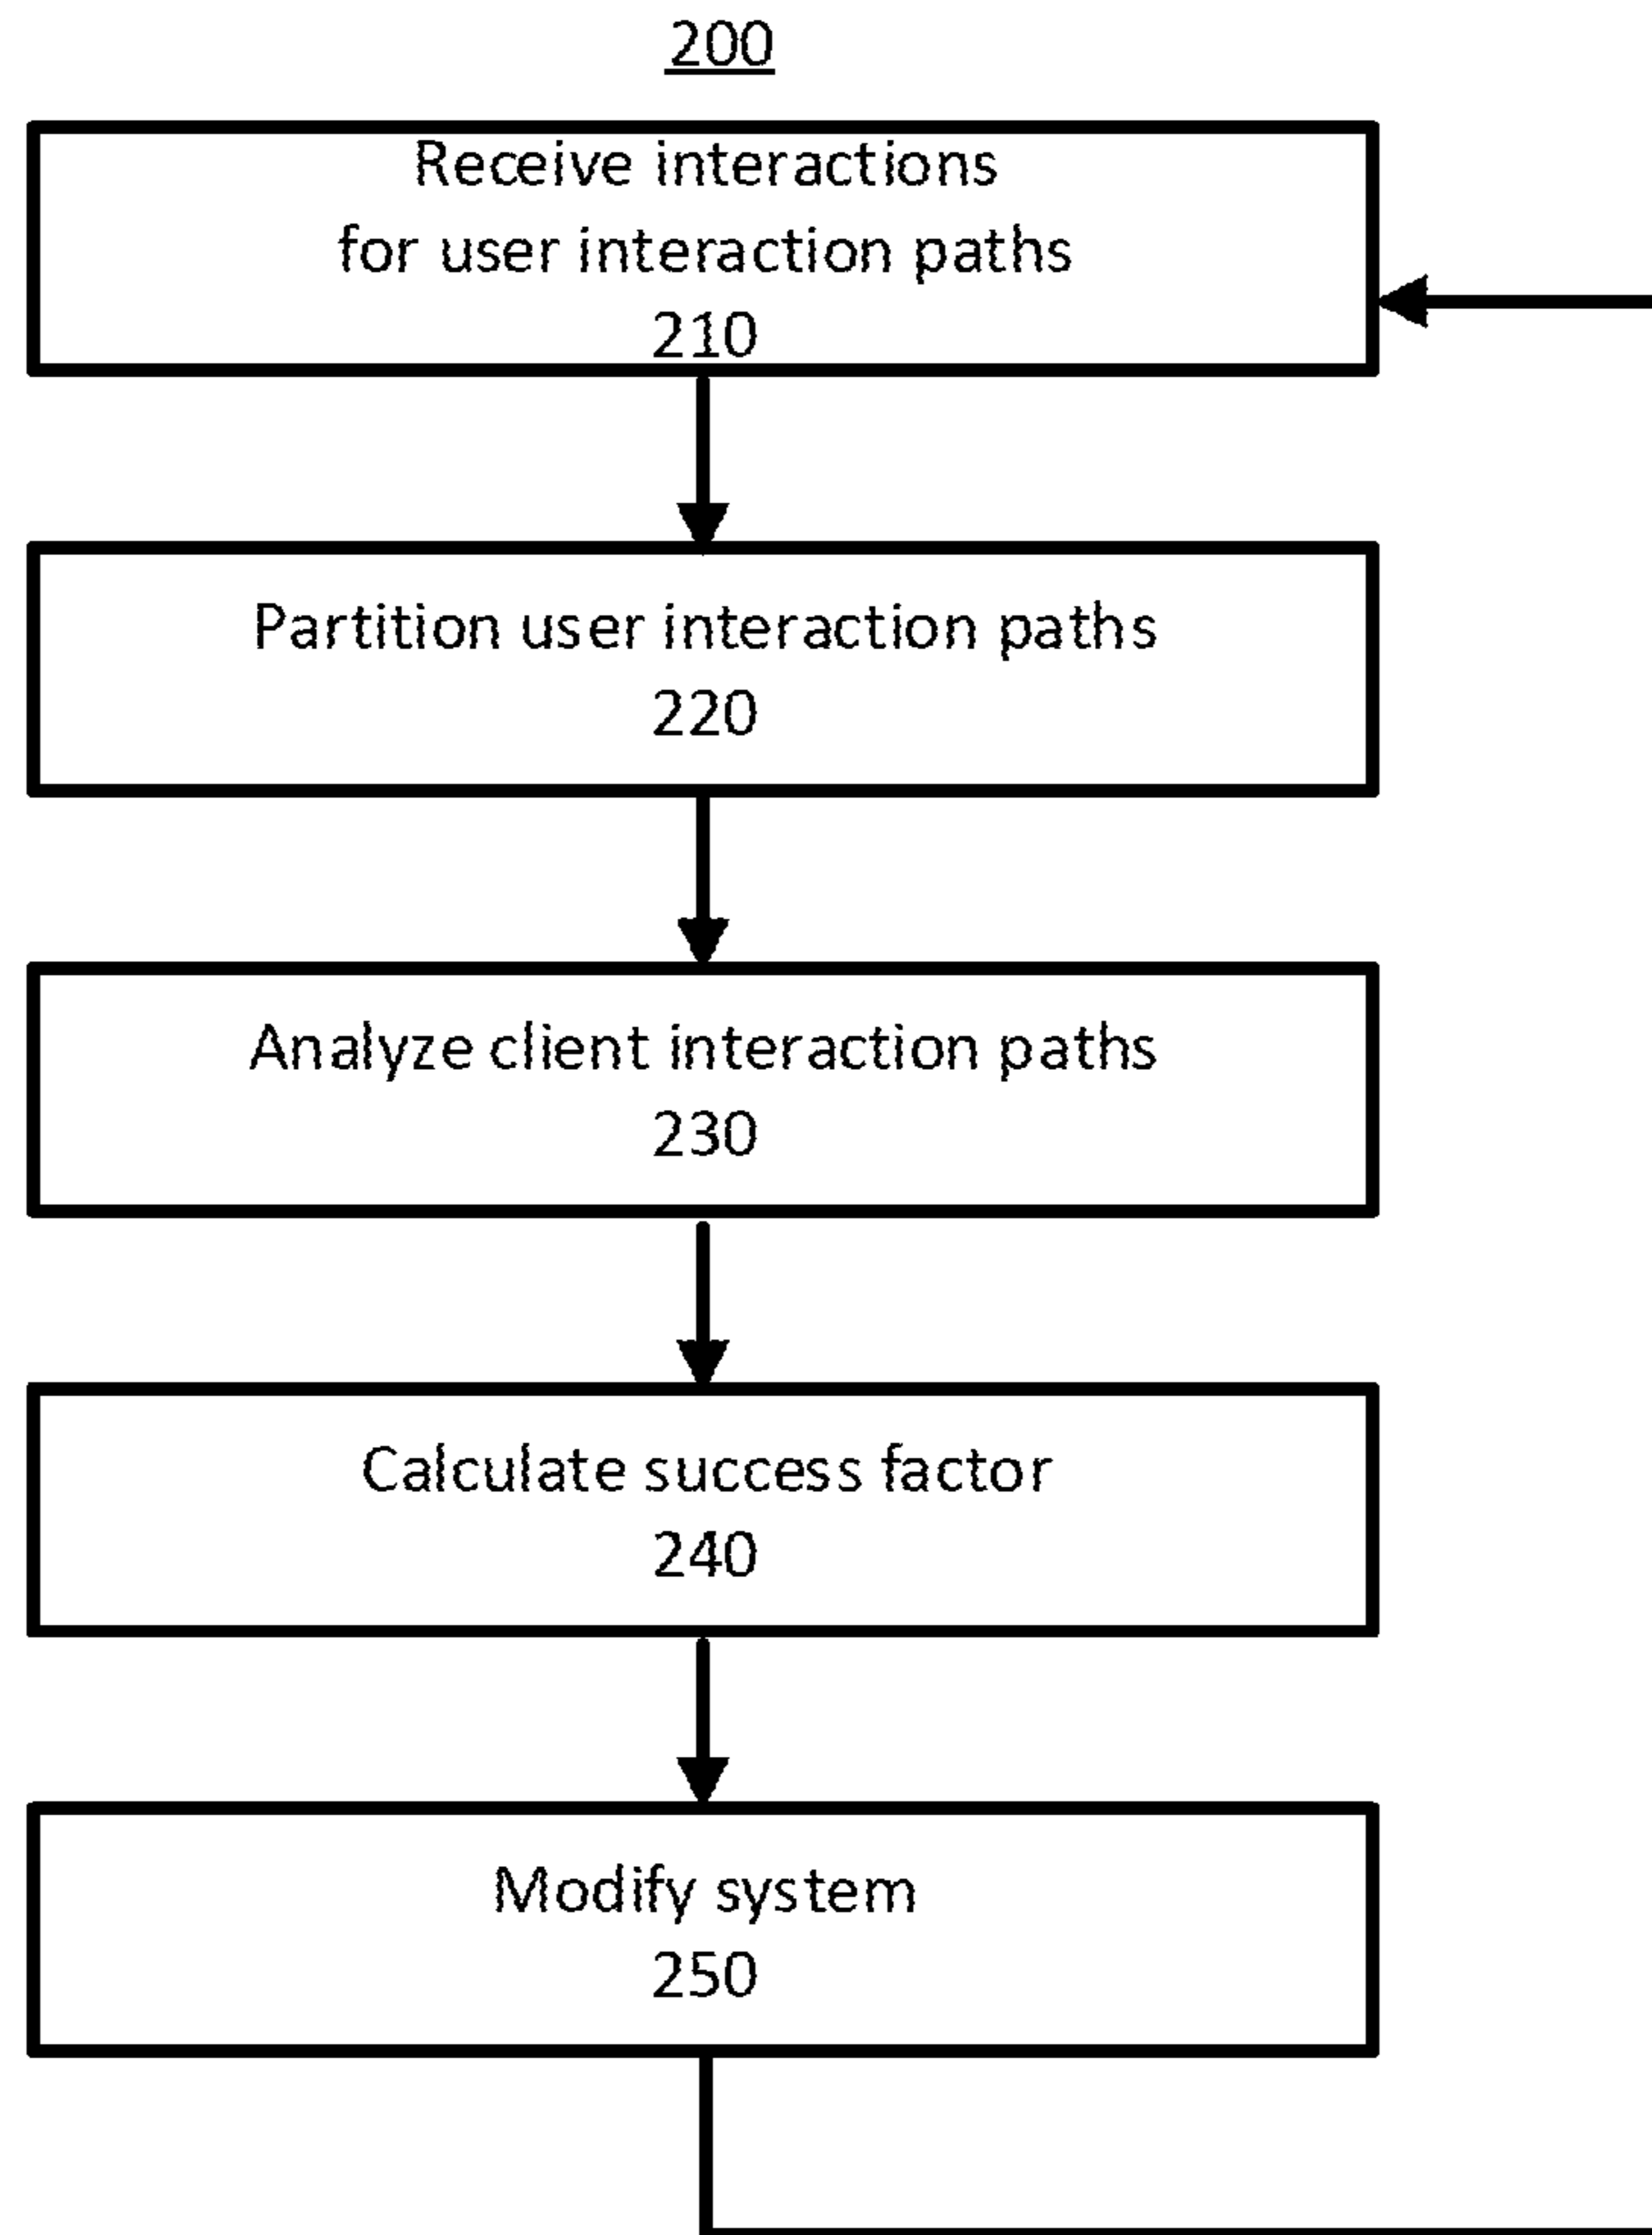 200
Receive interactions
for user interaction paths
210
Partition user interaction paths
220
Analyze client interaction paths
230
Calculate success factor
240
Modify system
250